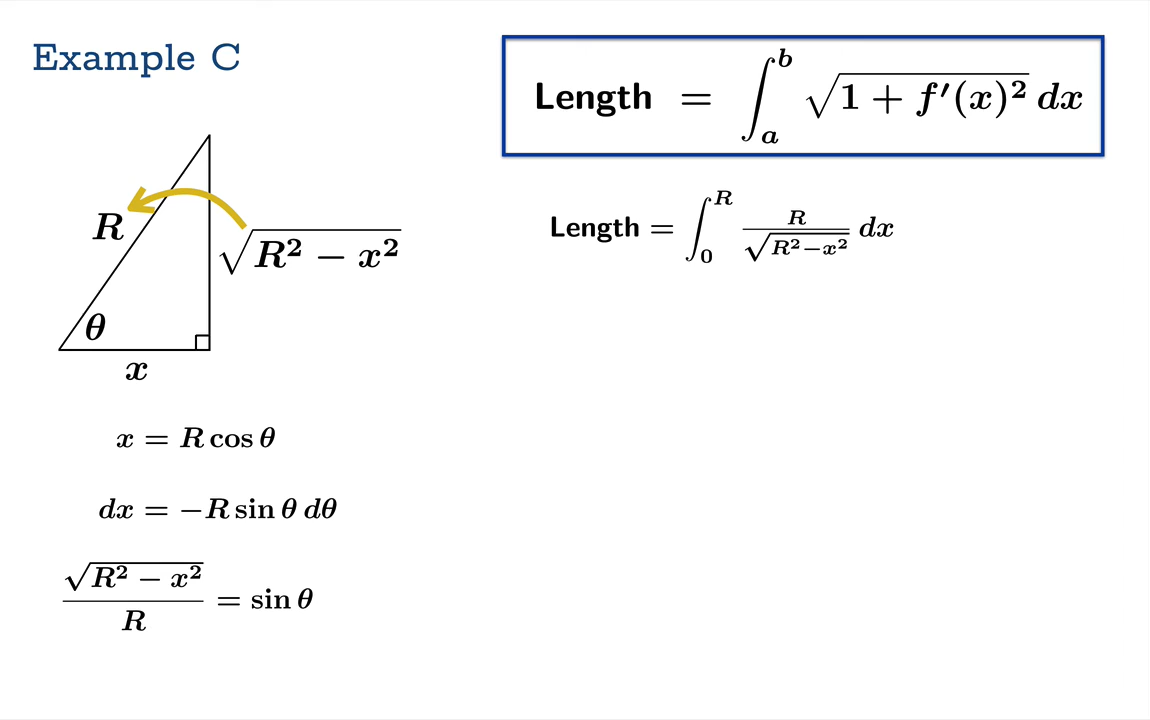 Example C
Length = ∫_a^b √(1 + f′(x)²) dx
R
√(R² − x²)
θ
x
Length = ∫_0^R R/√(R²−x²) dx
x = R cos θ
dx = −R sin θ dθ
√(R² − x²)/R = sin θ